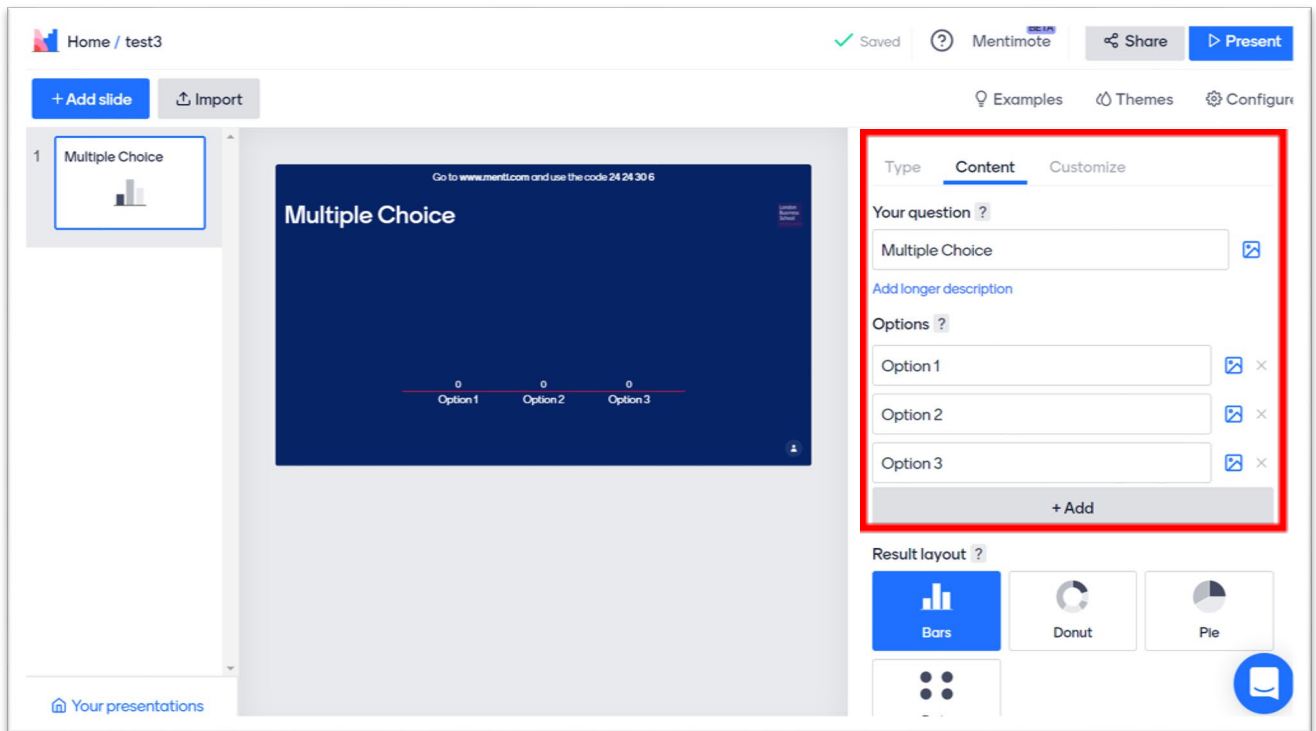 Home / test3
Saved
?
Mentimote
BETA
Share
Present
+ Add slide
Import
Examples
Themes
Configure
1
Multiple Choice
Go to www.menti.com and use the code 24 24 30 6
Multiple Choice
London
Business
School
0 0 0
Option 1 Option 2 Option 3
Your presentations
Type Content Customize
Your question ?
Multiple Choice
Add longer description
Options ?
Option 1
Option 2
Option 3
+ Add
Result layout ?
Bars Donut Pie